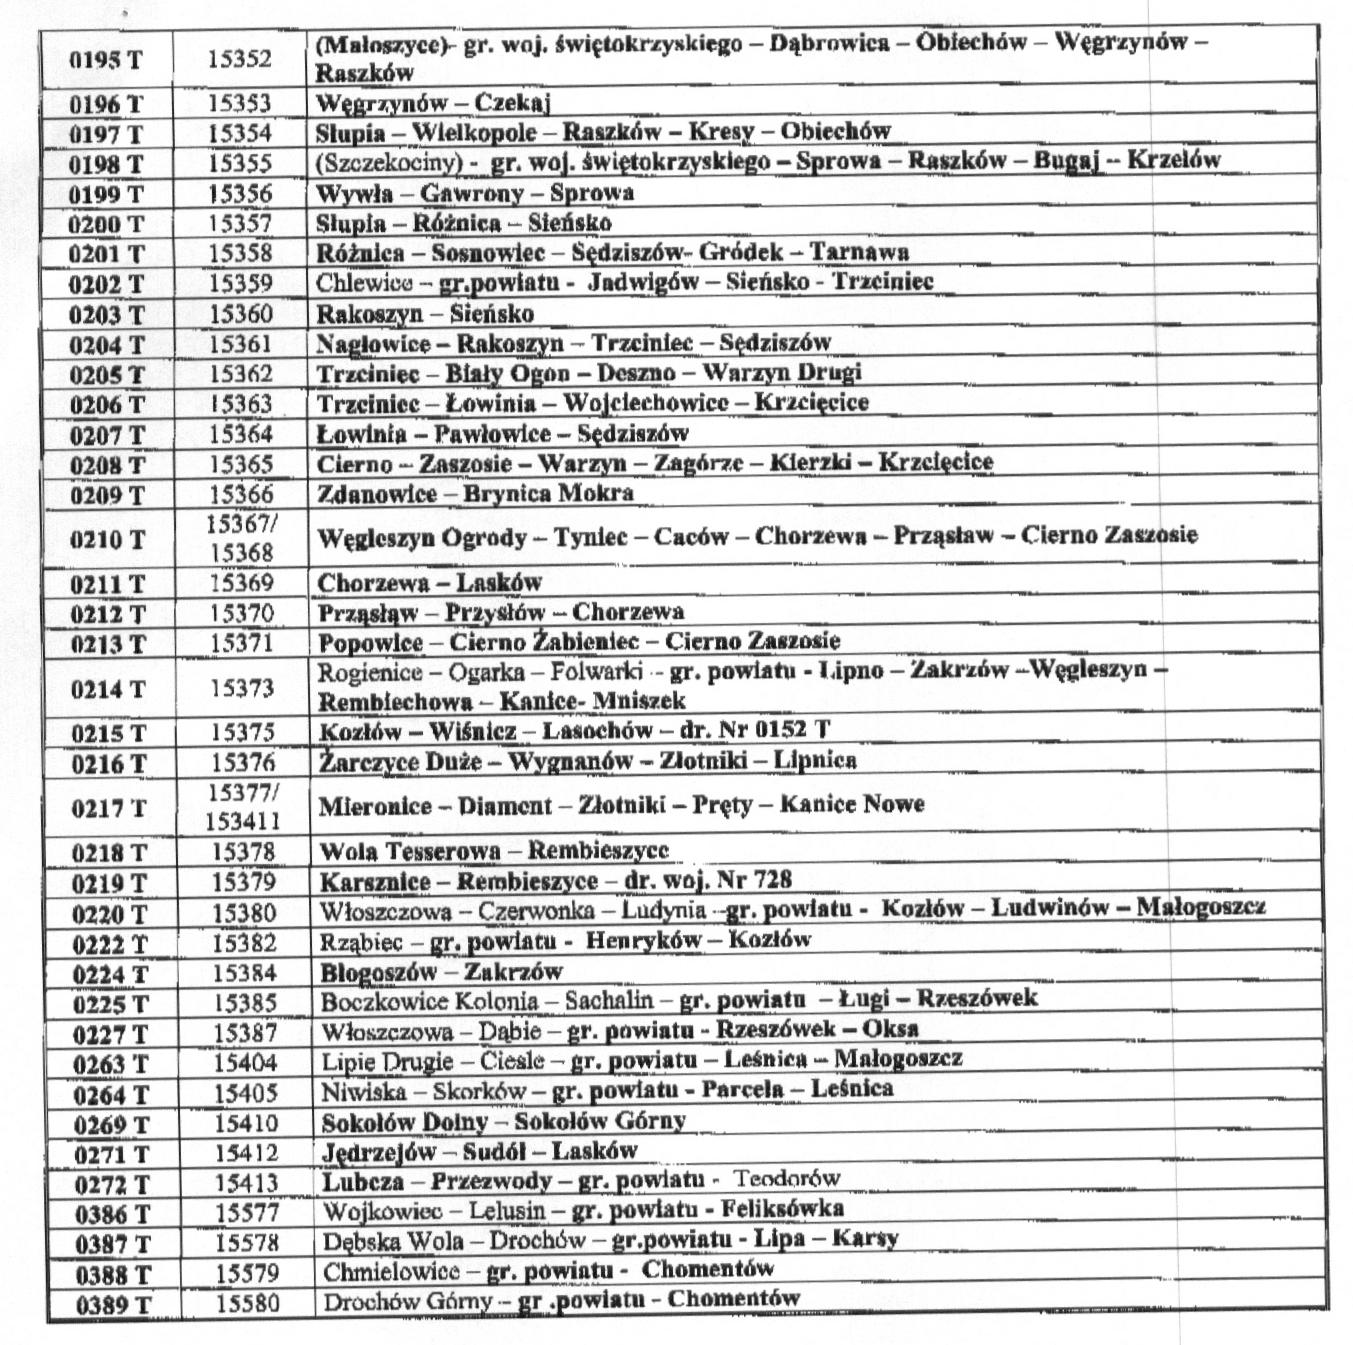 0195 T 15352 (Małoszyce)- gr. woj. świętokrzyskiego – Dąbrowica – Obiechów – Węgrzynów –
Raszków
0196 T 15353 Węgrzynów – Czekaj
0197 T 15354 Słupia – Wielkopole – Raszków – Kresy – Obiechów
0198 T 15355 (Szczekociny) - gr. woj. świętokrzyskiego – Sprowa – Raszków – Bugaj – Krzelów
0199 T 15356 Wywła – Gawrony – Sprowa
0200 T 15357 Słupia – Różnica – Sieńsko
0201 T 15358 Różnica – Sosnowiec – Sędziszów- Gródek – Tarnawa
0202 T 15359 Chlewice – gr.powiatu - Jadwigów – Sieńsko - Trzciniec
0203 T 15360 Rakoszyn – Sieńsko
0204 T 15361 Nagłowice – Rakoszyn – Trzciniec – Sędziszów
0205 T 15362 Trzciniec – Biały Ogon – Deszno – Warzyn Drugi
0206 T 15363 Trzciniec – Łowinia – Wojciechowice – Krzcięcice
0207 T 15364 Łowinia – Pawłowice – Sędziszów
0208 T 15365 Cierno – Zaszosie – Warzyn – Zagórze – Kierzki – Krzcięcice
0209 T 15366 Zdanowice – Brynica Mokra
0210 T 15367/
15368 Węgleszyn Ogrody – Tyniec – Caców – Chorzewa – Prząsław – Cierno Zaszosie
0211 T 15369 Chorzewa – Lasków
0212 T 15370 Prząsław – Przysłów – Chorzewa
0213 T 15371 Popowice – Cierno Żabieniec – Cierno Zaszosie
0214 T 15373 Rogienice – Ogarka – Folwarki – gr. powiatu - Lipno – Zakrzów –Węgleszyn –
Rembiechowa – Kanice- Mniszek
0215 T 15375 Kozłów – Wiśnicz – Lasochów – dr. Nr 0152 T
0216 T 15376 Żarczyce Duże – Wygnanów – Złotniki – Lipnica
0217 T 15377/
153411 Mieronice – Diament – Złotniki – Pręty – Kanice Nowe
0218 T 15378 Wola Tesserowa – Rembieszyce
0219 T 15379 Karsznice – Rembieszyce – dr. woj. Nr 728
0220 T 15380 Włoszczowa – Czerwonka – Ludynia –gr. powiatu - Kozłów – Ludwinów – Małogoszcz
0222 T 15382 Rząbiec – gr. powiatu - Henryków – Kozłów
0224 T 15384 Błogoszów – Zakrzów
0225 T 15385 Boczkowice Kolonia – Sachalin – gr. powiatu – Ługi – Rzeszówek
0227 T 15387 Włoszczowa – Dąbie – gr. powiatu - Rzeszówek – Oksa
0263 T 15404 Lipie Drugie – Ciesle – gr. powiatu – Leśnica – Małogoszcz
0264 T 15405 Niwiska – Skorków – gr. powiatu - Parcela – Leśnica
0269 T 15410 Sokołów Dolny – Sokołów Górny
0271 T 15412 Jędrzejów – Sudół – Lasków
0272 T 15413 Lubcza – Przezwody – gr. powiatu - Teodorów
0386 T 15577 Wojkowiec – Lelusin – gr. powiatu - Feliksówka
0387 T 15578 Dębska Wola – Drochów – gr.powiatu - Lipa – Karsy
0388 T 15579 Chmielowice – gr. powiatu - Chomentów
0389 T 15580 Drochów Górny – gr .powiatu - Chomentów